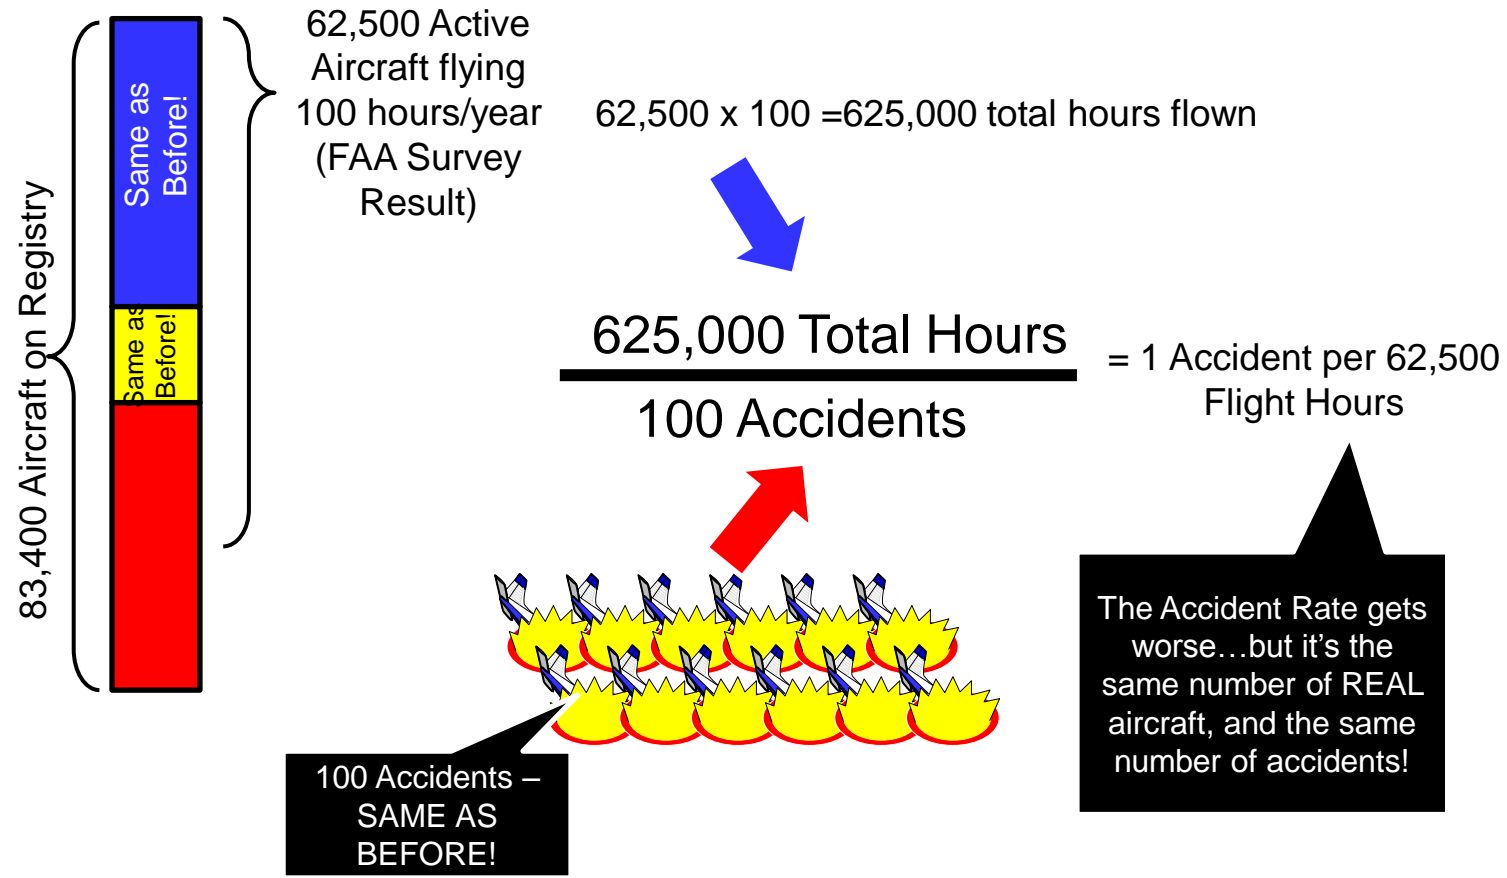 83,400 Aircraft on Registry
Same as
Before!
Same as
Before!
62,500 Active
Aircraft flying
100 hours/year
(FAA Survey
Result)
62,500 x 100 =625,000 total hours flown
625,000 Total Hours
100 Accidents
= 1 Accident per 62,500
Flight Hours
The Accident Rate gets
worse…but it’s the
same number of REAL
aircraft, and the same
number of accidents!
100 Accidents –
SAME AS
BEFORE!